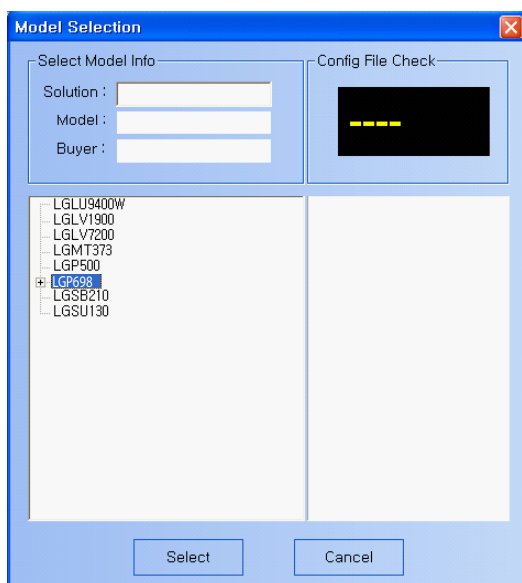 Model Selection
Select Model Info
Solution :
Model :
Buyer :
Config File Check
----
LGLU9400W
LGLV1900
LGLV7200
LGMT373
LGP500
LGP698
LGSB210
LGSU130
Select
Cancel